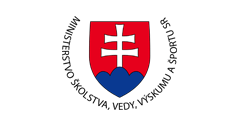 MINISTERSTVO ŠKOLSTVA, VEDY, VÝSKUMU A ŠPORTU SR